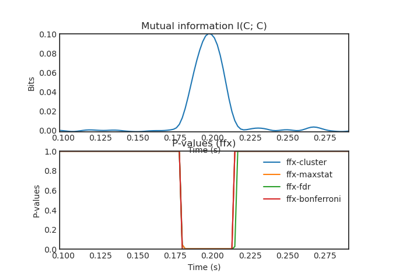 Mutual information I(C; C)
0.10
0.08
0.06
0.04
0.02
0.00
Bits
0.100 0.125 0.150 0.175 0.200 0.225 0.250 0.275
Time (s)
P-values (ffx)
1.0
0.8
0.6
0.4
0.2
0.0
P-values
ffx-cluster
ffx-maxstat
ffx-fdr
ffx-bonferroni
0.100 0.125 0.150 0.175 0.200 0.225 0.250 0.275
Time (s)